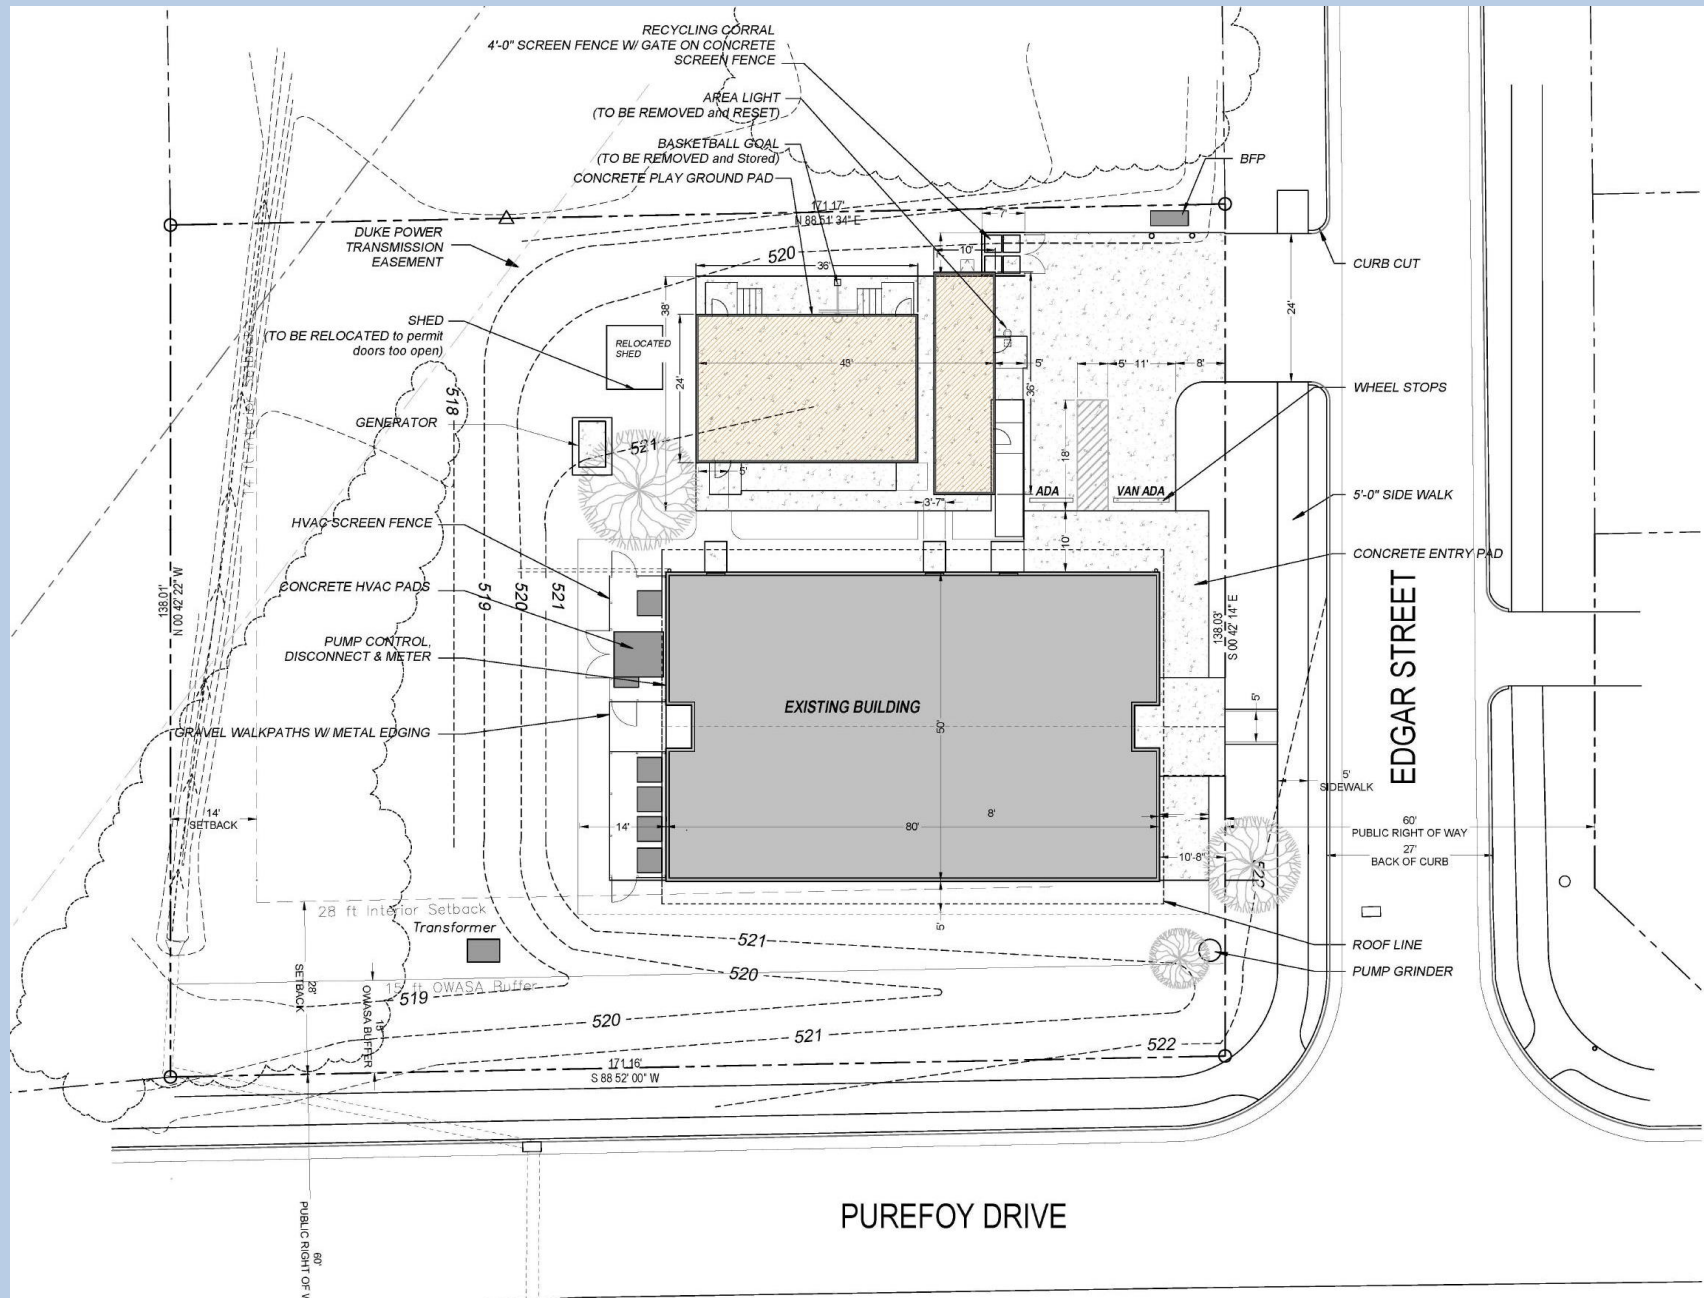 RECYCLING CORRAL
4'-0" SCREEN FENCE W/ GATE ON CONCRETE
SCREEN FENCE
AREA LIGHT
(TO BE REMOVED and RESET)
BASKETBALL GOAL
(TO BE REMOVED and Stored)
CONCRETE PLAY GROUND PAD
BFP
171.17'
N 88 51' 34" E
7'
DUKE POWER
TRANSMISSION
EASEMENT
10'
520
36'
CURB CUT
24'
38'
SHED
(TO BE RELOCATED to permit
doors too open)
RELOCATED
SHED
43'
5'
5'
11'
8'
24'
36'
WHEEL STOPS
518
GENERATOR
521
18'
5'
ADA
VAN ADA
3'-7"
5'-0" SIDE WALK
HVAC SCREEN FENCE
10'
CONCRETE ENTRY PAD
CONCRETE HVAC PADS
519
520
521
138.01'
N 00 42' 22" W
138.03'
S 00 42' 14" E
EDGAR STREET
PUMP CONTROL,
DISCONNECT & METER
EXISTING BUILDING
50'
5'
GRAVEL WALKPATHS W/ METAL EDGING
5'
SIDEWALK
14'
SETBACK
14'
80'
8'
60'
PUBLIC RIGHT OF WAY
27'
BACK OF CURB
10'-8"
522
28 ft Interior Setback
Transformer
5'
521
ROOF LINE
520
PUMP GRINDER
28'
SETBACK
15'
OWASA BUFFER
15 ft OWASA Buffer
519
520
521
522
171.16'
S 88 52' 00" W
60'
PUBLIC RIGHT OF
PUREFOY DRIVE